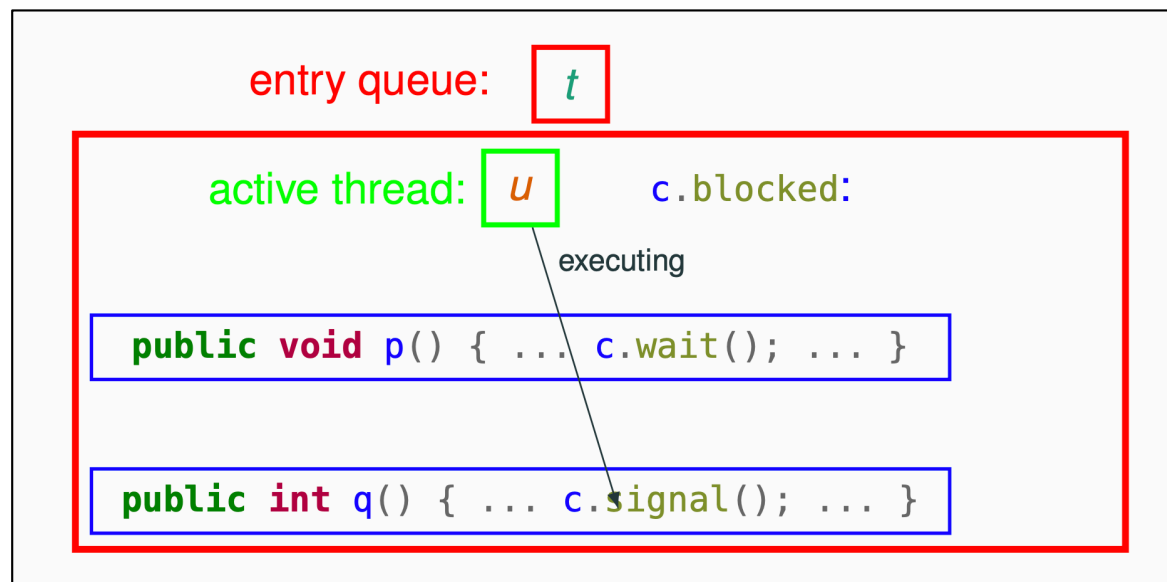 entry queue: t
active thread: u c.blocked:
executing
public void p() { ... c.wait(); ... }
public int q() { ... c.signal(); ... }